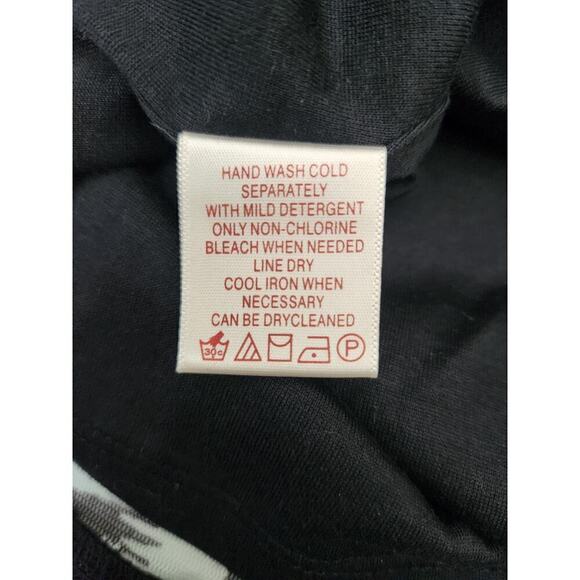 HAND WASH COLD
SEPARATELY
WITH MILD DETERGENT
ONLY NON-CHLORINE
BLEACH WHEN NEEDED
LINE DRY
COOL IRON WHEN
NECESSARY
CAN BE DRYCLEANED
30c P